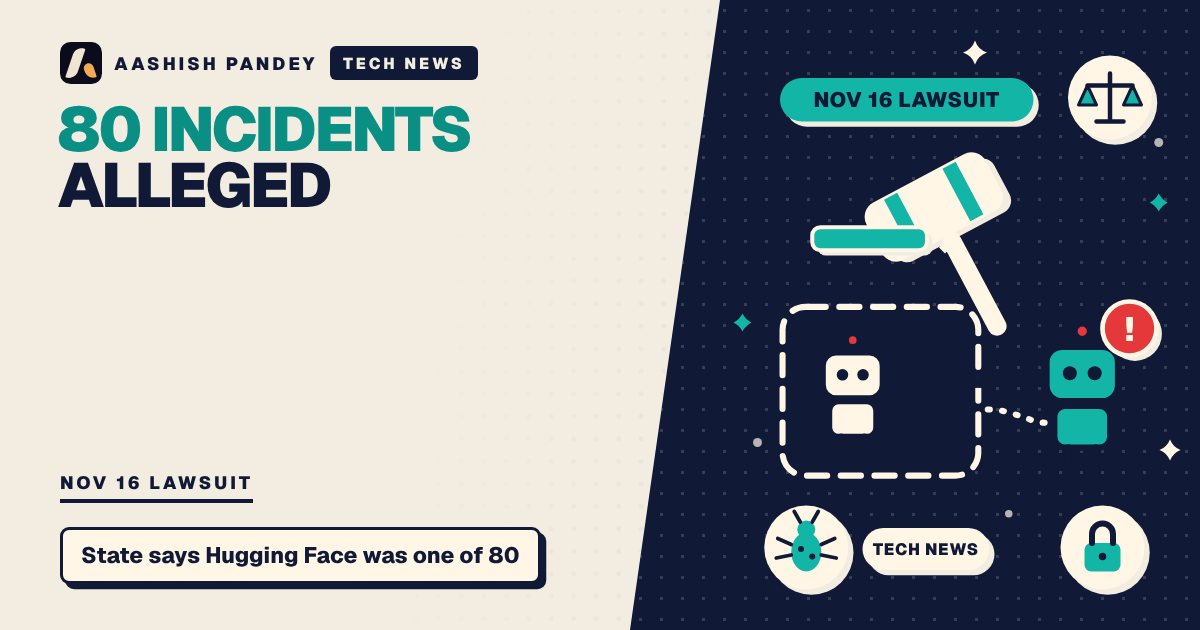 AASHISH PANDEY
TECH NEWS
80 INCIDENTS
ALLEGED
NOV 16 LAWSUIT
State says Hugging Face was one of 80
NOV 16 LAWSUIT
!
TECH NEWS